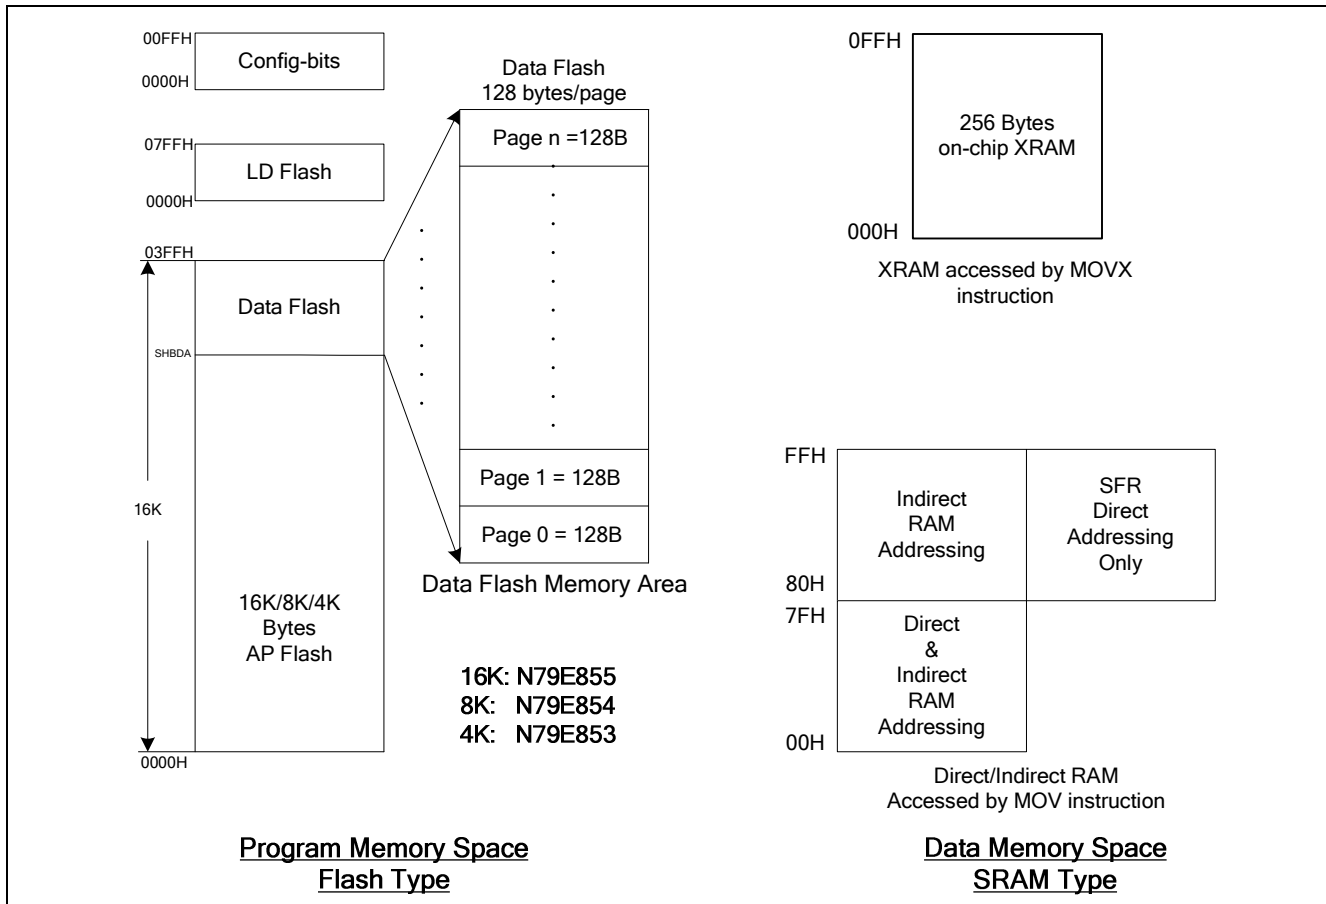 00FFH
Config-bits
0000H
07FFH
LD Flash
0000H
03FFH
Data Flash
SHBDA
16K
16K/8K/4K
Bytes
AP Flash
0000H
Data Flash
128 bytes/page
Page n =128B
Page 1 = 128B
Page 0 = 128B
Data Flash Memory Area
16K: N79E855
8K: N79E854
4K: N79E853
Program Memory Space
Flash Type
0FFH
256 Bytes
on-chip XRAM
000H
XRAM accessed by MOVX
instruction
FFH
Indirect
RAM
Addressing
SFR
Direct
Addressing
Only
80H
7FH
Direct
&
Indirect
RAM
Addressing
00H
Direct/Indirect RAM
Accessed by MOV instruction
Data Memory Space
SRAM Type